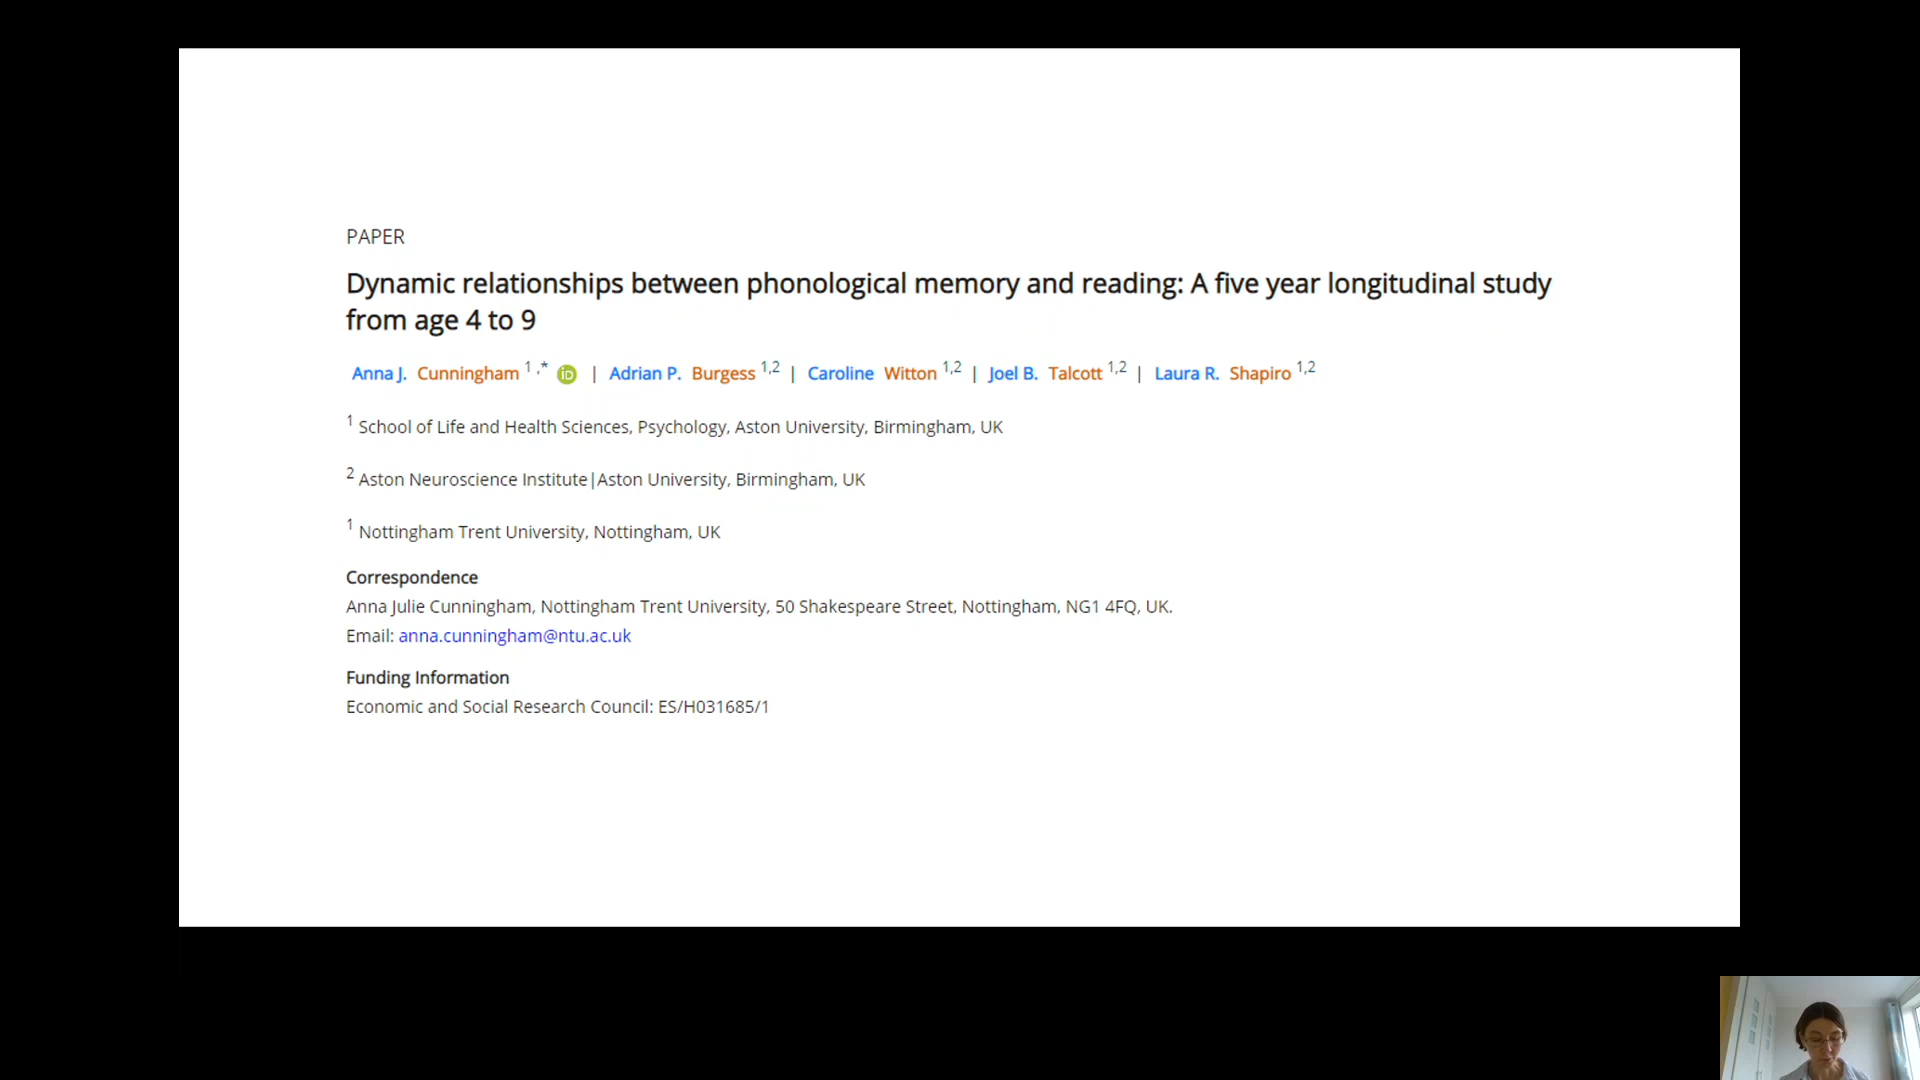 PAPER
Dynamic relationships between phonological memory and reading: A five year longitudinal study
from age 4 to 9
Anna J. Cunningham 1 ,* iD | Adrian P. Burgess 1,2 | Caroline Witton 1,2 | Joel B. Talcott 1,2 | Laura R. Shapiro 1,2
1 School of Life and Health Sciences, Psychology, Aston University, Birmingham, UK
2 Aston Neuroscience Institute|Aston University, Birmingham, UK
1 Nottingham Trent University, Nottingham, UK
Correspondence
Anna Julie Cunningham, Nottingham Trent University, 50 Shakespeare Street, Nottingham, NG1 4FQ, UK.
Email: anna.cunningham@ntu.ac.uk
Funding Information
Economic and Social Research Council: ES/H031685/1